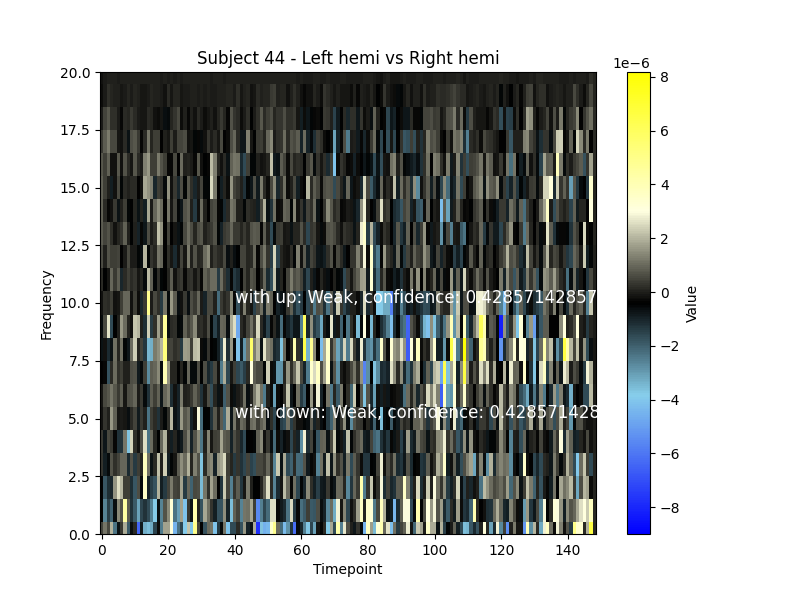 Subject 44 - Left hemi vs Right hemi
1e−6
20.0
17.5
15.0
12.5
10.0
7.5
5.0
2.5
0.0
Frequency
with up: Weak, confidence: 0.42857142857
with down: Weak, confidence: 0.428571428
0 20 40 60 80 100 120 140
Timepoint
8
6
4
2
0
−2
−4
−6
−8
Value